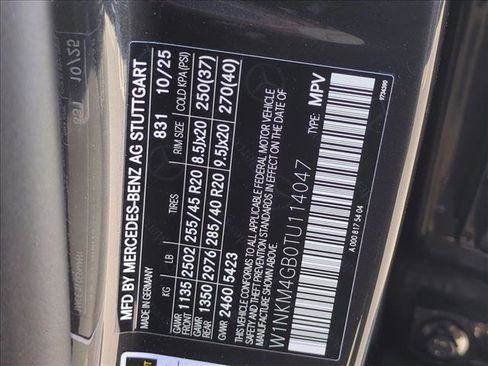 MFD BY MERCEDES-BENZ AG STUTTGART
831 10/25
KG LB TIRES RIM SIZE COLD KPA (PSI)
GAWR FRONT 1135 2502 255/45 R20 8.5Jx20 250(37)
GAWR REAR 1350 2976 285/40 R20 9.5Jx20 270(40)
GVWR 2460 5423
THIS VEHICLE CONFORMS TO ALL APPLICABLE FEDERAL MOTOR VEHICLE
SAFETY, BUMPER AND THEFT PREVENTION STANDARDS IN EFFECT ON THE DATE OF
MANUFACTURE SHOWN ABOVE.
TYPE: MPV
W1NKM4GB0TU114047
A 000 817 54 04